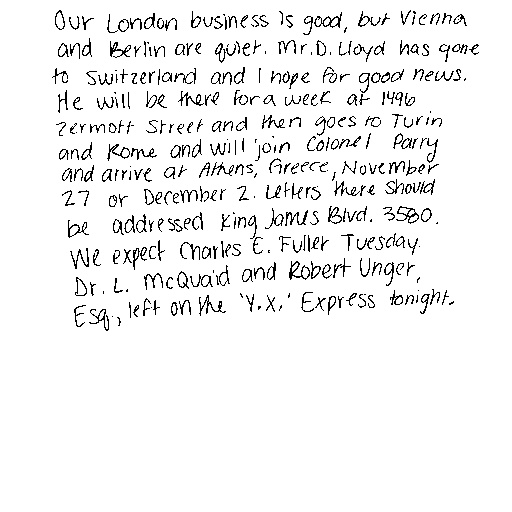 Our London business is good, but Vienna
and Berlin are quiet. Mr. D. Lloyd has gone
to Switzerland and I hope for good news.
He will be there for a week at 1496
Zermott Street and then goes to Turin
and Rome and will join Colonel Parry
and arrive at Athens, Greece, November
27 or December 2. Letters there should
be addressed King James Blvd. 3580.
We expect Charles E. Fuller Tuesday.
Dr. L. McQuaid and Robert Unger,
Esq., left on the 'Y.X.' Express tonight.